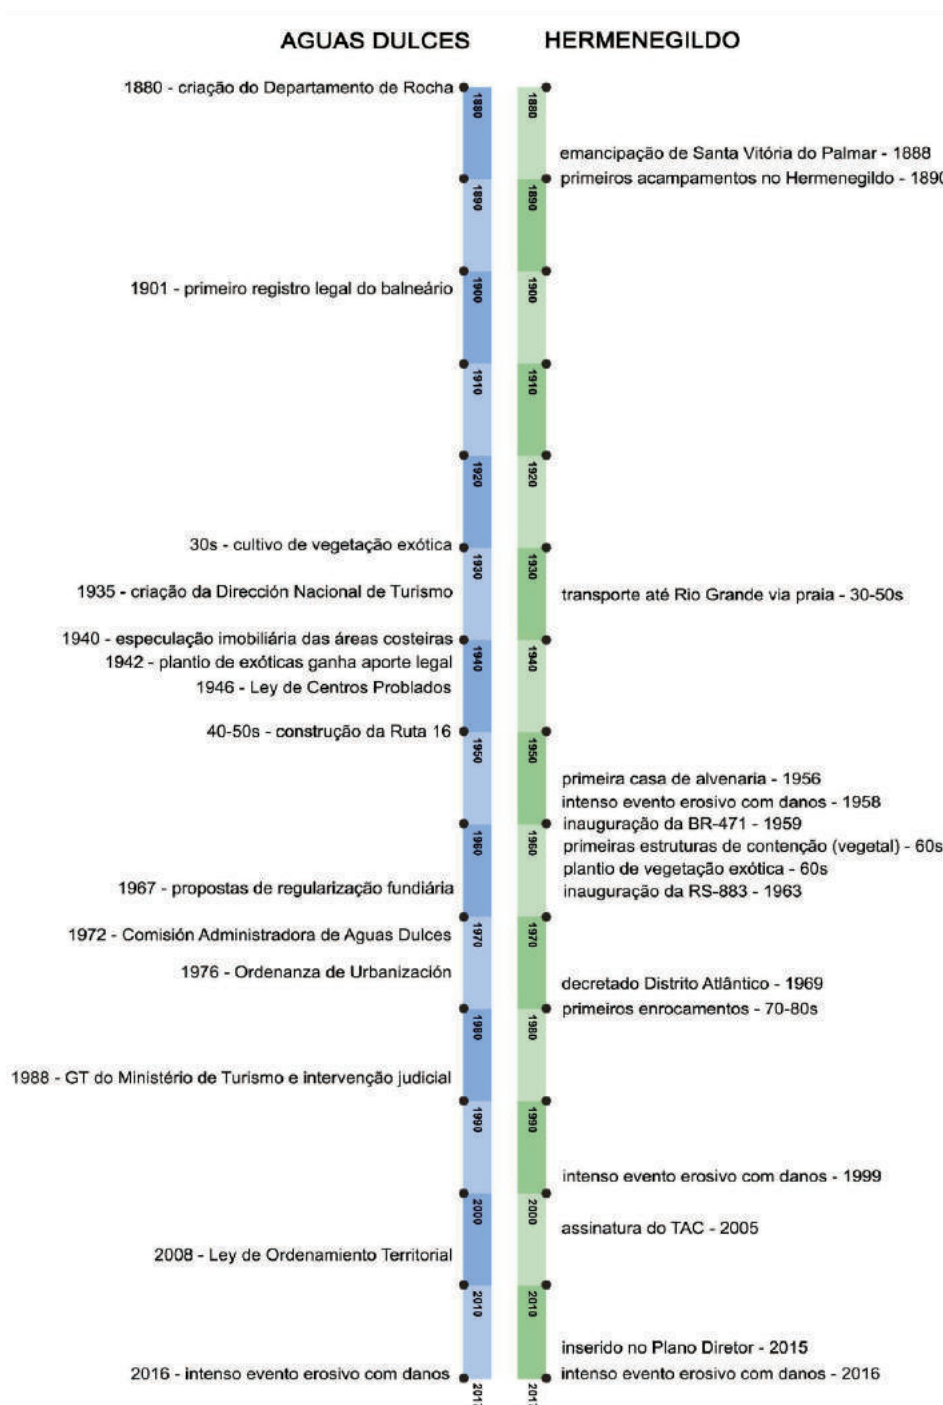 AGUAS DULCES
HERMENEGILDO
1880 - criação do Departamento de Rocha
1901 - primeiro registro legal do balneário
30s - cultivo de vegetação exótica
1935 - criação da Dirección Nacional de Turismo
1940 - especulação imobiliária das áreas costeiras
1942 - plantio de exóticas ganha aporte legal
1946 - Ley de Centros Problados
40-50s - construção da Ruta 16
1967 - propostas de regularização fundiária
1972 - Comisión Administradora de Aguas Dulces
1976 - Ordenanza de Urbanización
1988 - GT do Ministério de Turismo e intervenção judicial
2008 - Ley de Ordenamiento Territorial
2016 - intenso evento erosivo com danos
1880
1890
1900
1910
1920
1930
1940
1950
1960
1970
1980
1990
2000
2010
1880
1890
1900
1910
1920
1930
1940
1950
1960
1970
1980
1990
2000
2010
emancipação de Santa Vitória do Palmar - 1888
primeiros acampamentos no Hermenegildo - 1890
transporte até Rio Grande via praia - 30-50s
primeira casa de alvenaria - 1956
intenso evento erosivo com danos - 1958
inauguração da BR-471 - 1959
primeiras estruturas de contenção (vegetal) - 60s
plantio de vegetação exótica - 60s
inauguração da RS-883 - 1963
decretado Distrito Atlântico - 1969
primeiros enrocamentos - 70-80s
intenso evento erosivo com danos - 1999
assinatura do TAC - 2005
inserido no Plano Diretor - 2015
intenso evento erosivo com danos - 2016